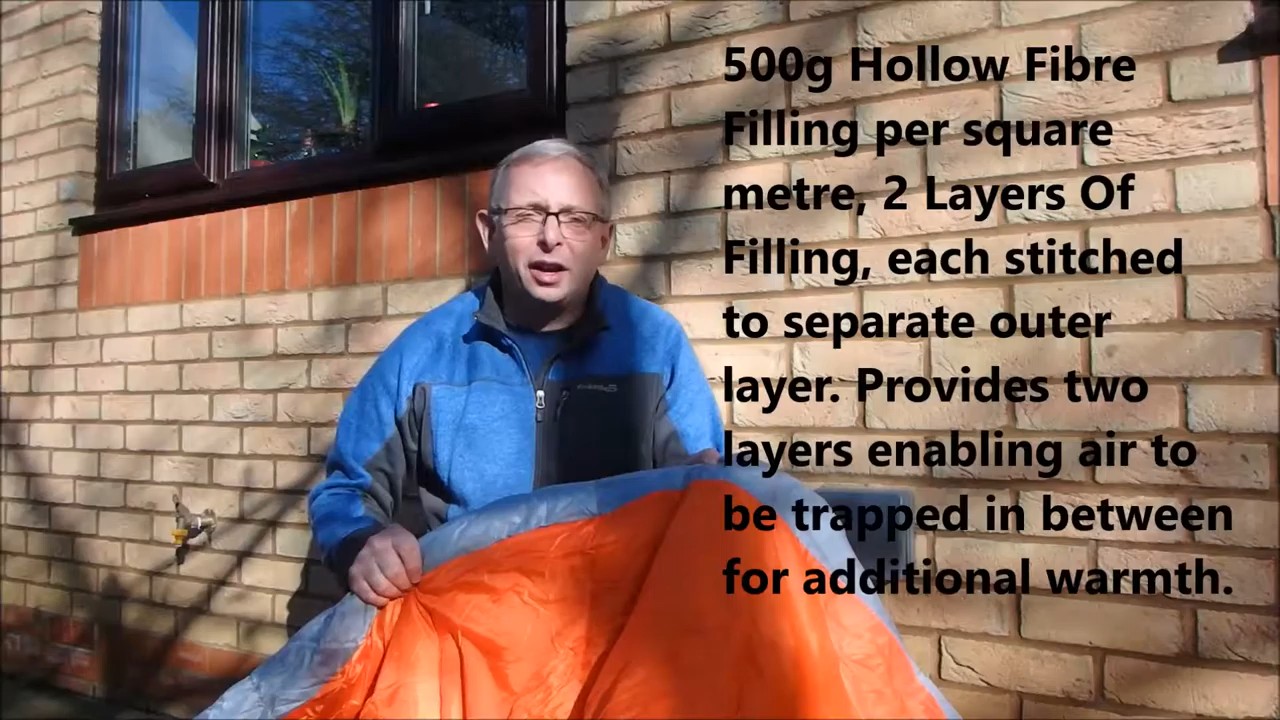 500g Hollow Fibre
Filling per square
metre, 2 Layers Of
Filling, each stitched
to separate outer
layer. Provides two
layers enabling air to
be trapped in between
for additional warmth.